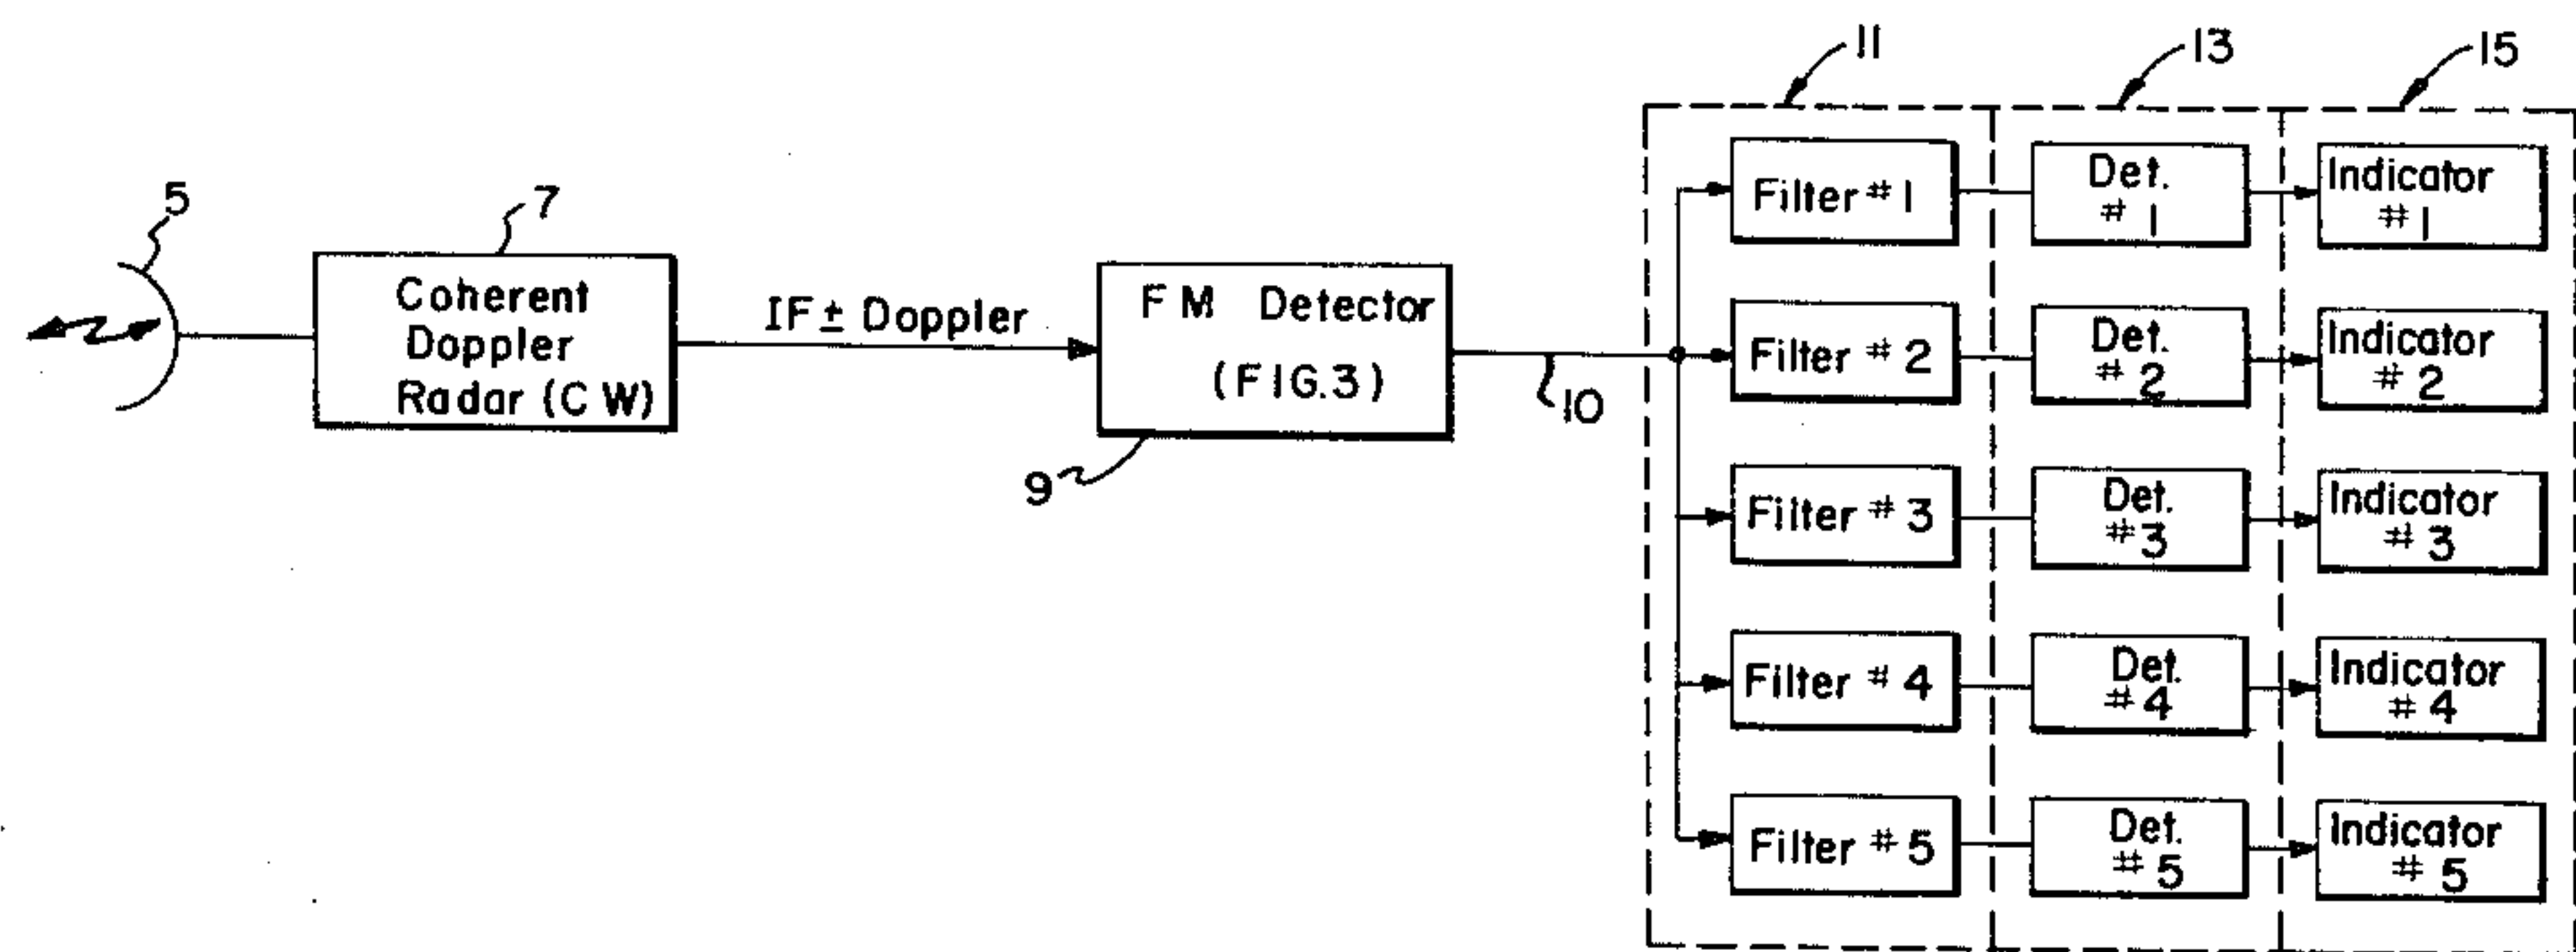 11
13
15
5
7
Coherent
Doppler
Radar (CW)
IF ± Doppler
FM Detector
(FIG.3)
9
10
Filter #1
Det.
#1
Indicator
#1
Filter #2
Det.
#2
Indicator
#2
Filter #3
Det.
#3
Indicator
#3
Filter #4
Det.
#4
Indicator
#4
Filter #5
Det.
#5
Indicator
#5